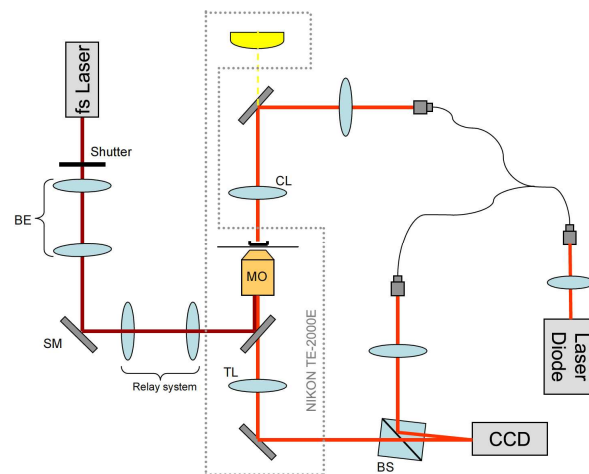 fs Laser
Shutter
BE
SM
Relay system
CL
MO
TL
NIKON TE-2000E
BS
CCD
Laser
Diode